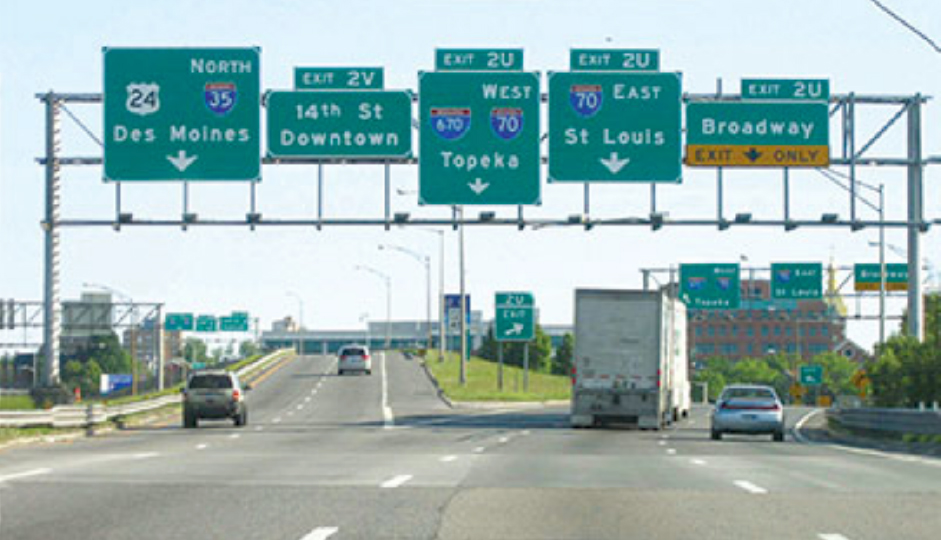 NORTH
24 35
Des Moines
EXIT 2V
14th St
Downtown
EXIT 2U
WEST
670 70
Topeka
EXIT 2U
70 EAST
St Louis
EXIT 2U
Broadway
EXIT ONLY
2U
EXIT
West
Topeka
East
St Louis
Broadway